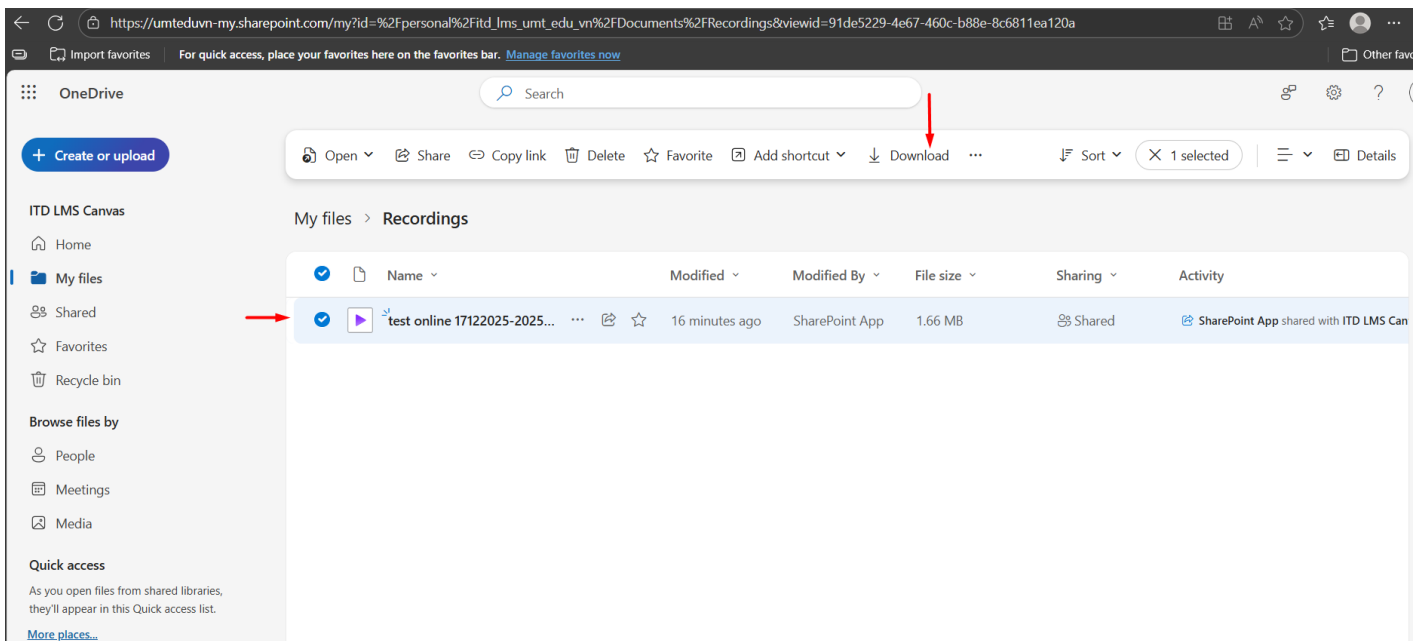 https://umteduvn-my.sharepoint.com/my?id=%2Fpersonal%2Fitd_lms_umt_edu_vn%2FDocuments%2FRecordings&viewid=91de5229-4e67-460c-b88e-8c6811ea120a
Import favorites For quick access, place your favorites here on the favorites bar. Manage favorites now Other favo
OneDrive Search
+ Create or upload Open Share Copy link Delete Favorite Add shortcut Download ... Sort 1 selected Details
ITD LMS Canvas
My files > Recordings
Home
My files
Name Modified Modified By File size Sharing Activity
Shared
test online 17122025-2025... ... 16 minutes ago SharePoint App 1.66 MB Shared SharePoint App shared with ITD LMS Can
Favorites
Recycle bin
Browse files by
People
Meetings
Media
Quick access
As you open files from shared libraries,
they'll appear in this Quick access list.
More places...